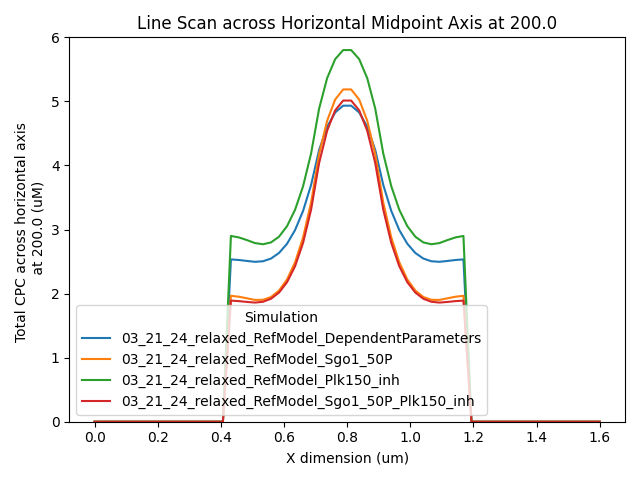 Line Scan across Horizontal Midpoint Axis at 200.0
Total CPC across horizontal axis
at 200.0 (uM)
6
5
4
3
2
1
0
Simulation
03_21_24_relaxed_RefModel_DependentParameters
03_21_24_relaxed_RefModel_Sgo1_50P
03_21_24_relaxed_RefModel_Plk150_inh
03_21_24_relaxed_RefModel_Sgo1_50P_Plk150_inh
0.0 0.2 0.4 0.6 0.8 1.0 1.2 1.4 1.6
X dimension (um)